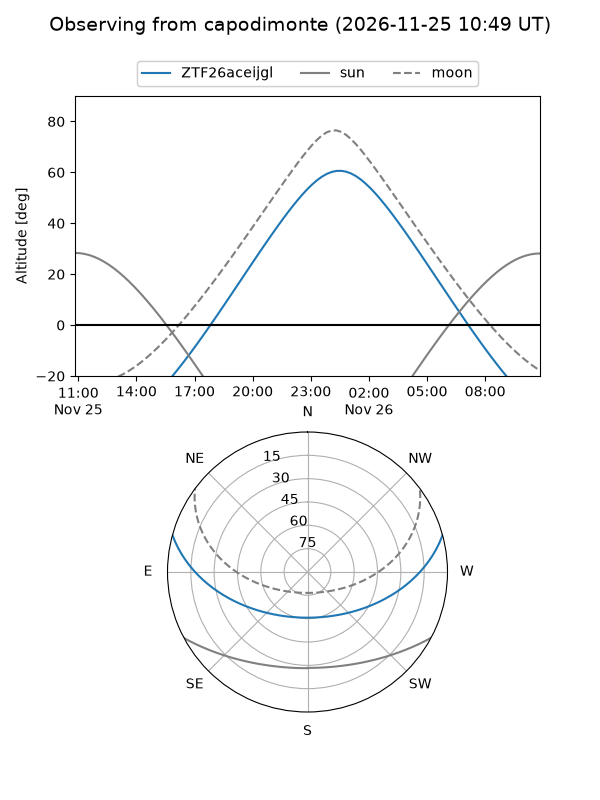 Observing from capodimonte (2026-11-25 10:49 UT)
ZTF26aceijgl sun moon
Altitude [deg]
80
60
40
20
0
−20
11:00 14:00 17:00 20:00 23:00 02:00 05:00 08:00
Nov 25 Nov 26
N
NE NW
15
30
45
60
75
E W
SE SW
S